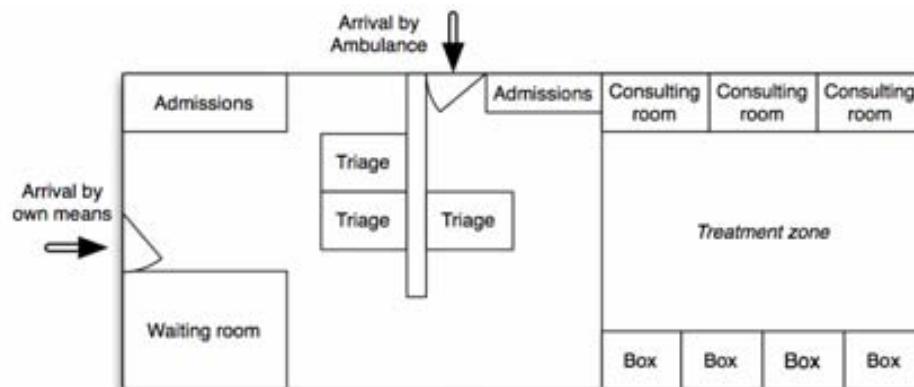 Arrival by
Ambulance
Admissions
Admissions
Consulting
room
Consulting
room
Consulting
room
Triage
Arrival by
own means
Triage
Triage
Treatment zone
Waiting room
Box
Box
Box
Box